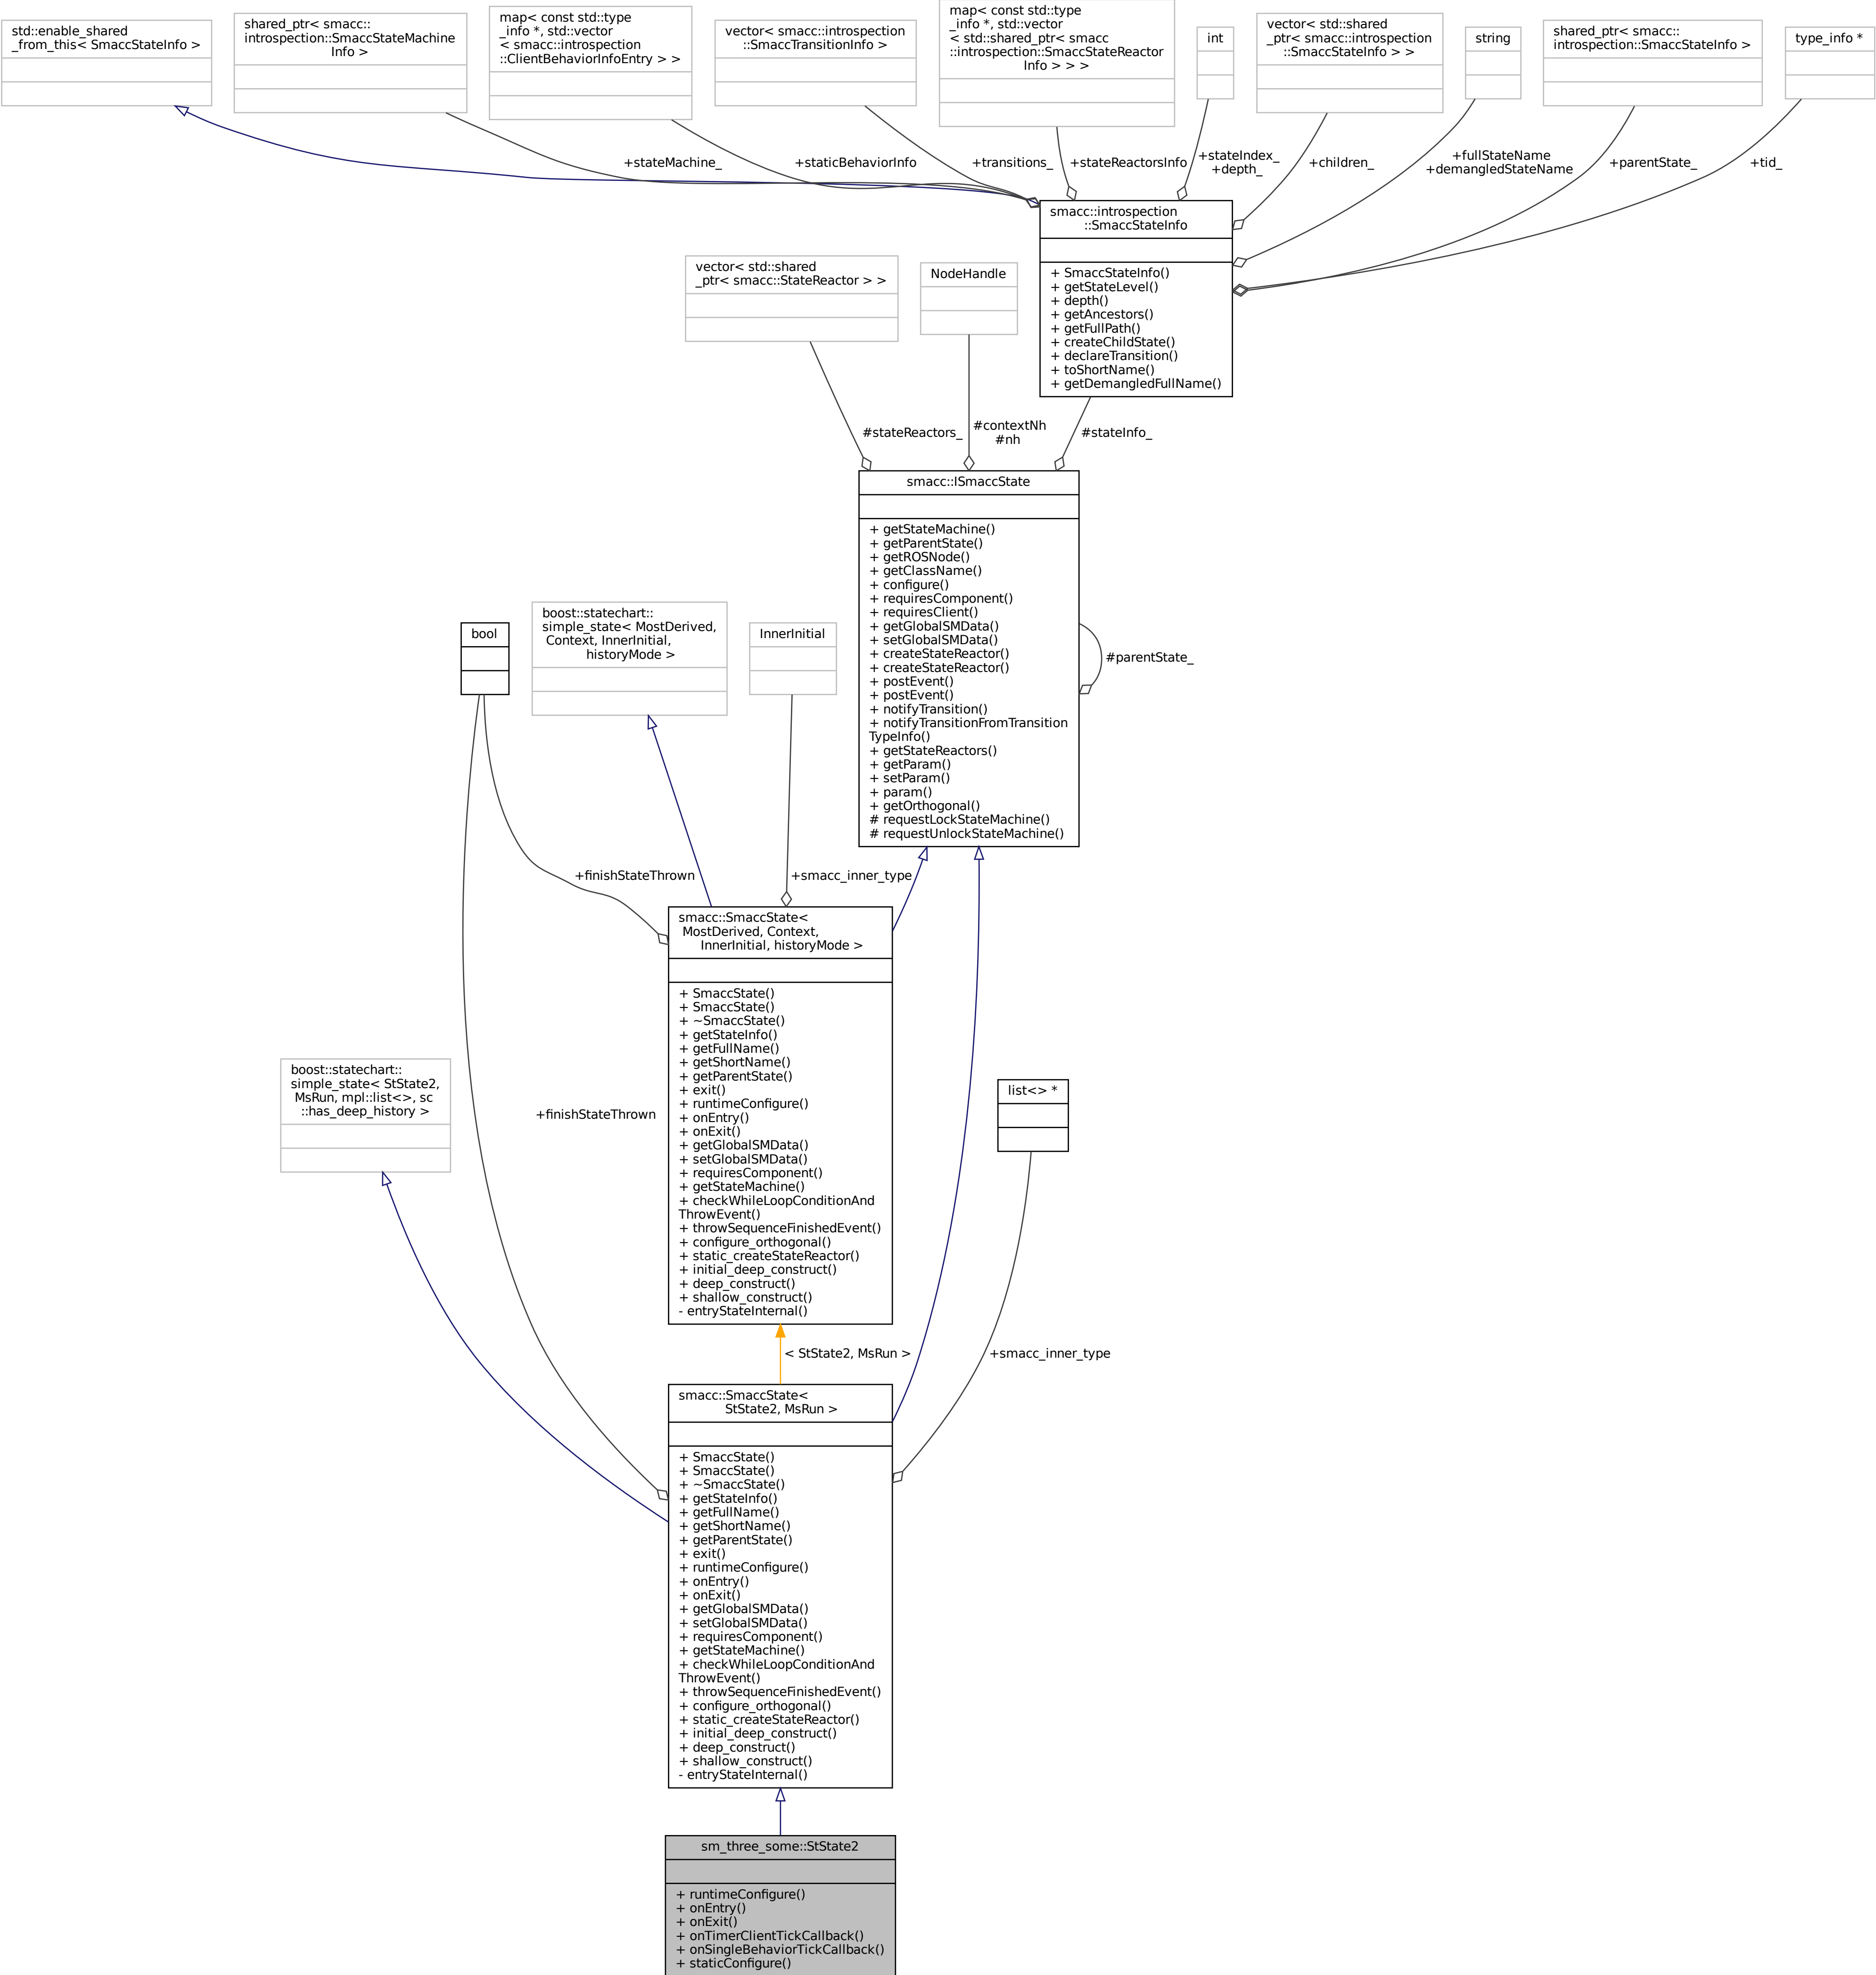 std::enable_shared
_from_this< SmaccStateInfo >
shared_ptr< smacc::
introspection::SmaccStateMachine
Info >
map< const std::type
_info *, std::vector
< smacc::introspection
::ClientBehaviorInfoEntry > >
vector< smacc::introspection
::SmaccTransitionInfo >
map< const std::type
_info *, std::vector
< std::shared_ptr< smacc
::introspection::SmaccStateReactor
Info > > >
int
vector< std::shared
_ptr< smacc::introspection
::SmaccStateInfo > >
string
shared_ptr< smacc::
introspection::SmaccStateInfo >
type_info *
+stateMachine_
+staticBehaviorInfo
+transitions_
+stateReactorsInfo
+stateIndex_
+depth_
+children_
+fullStateName
+demangledStateName
+parentState_
+tid_
smacc::introspection
::SmaccStateInfo
+ SmaccStateInfo()
+ getStateLevel()
+ depth()
+ getAncestors()
+ getFullPath()
+ createChildState()
+ declareTransition()
+ toShortName()
+ getDemangledFullName()
vector< std::shared
_ptr< smacc::StateReactor > >
NodeHandle
#stateReactors_
#contextNh
#nh
#stateInfo_
smacc::ISmaccState
+ getStateMachine()
+ getParentState()
+ getROSNode()
+ getClassName()
+ configure()
+ requiresComponent()
+ requiresClient()
+ getGlobalSMData()
+ setGlobalSMData()
+ createStateReactor()
+ createStateReactor()
+ postEvent()
+ postEvent()
+ notifyTransition()
+ notifyTransitionFromTransition
TypeInfo()
+ getStateReactors()
+ getParam()
+ setParam()
+ param()
+ getOrthogonal()
# requestLockStateMachine()
# requestUnlockStateMachine()
#parentState_
bool
boost::statechart::
simple_state< MostDerived,
Context, InnerInitial,
historyMode >
InnerInitial
+finishStateThrown
+smacc_inner_type
smacc::SmaccState<
MostDerived, Context,
InnerInitial, historyMode >
+ SmaccState()
+ SmaccState()
+ ~SmaccState()
+ getStateInfo()
+ getFullName()
+ getShortName()
+ getParentState()
+ exit()
+ runtimeConfigure()
+ onEntry()
+ onExit()
+ getGlobalSMData()
+ setGlobalSMData()
+ requiresComponent()
+ getStateMachine()
+ checkWhileLoopConditionAnd
ThrowEvent()
+ throwSequenceFinishedEvent()
+ configure_orthogonal()
+ static_createStateReactor()
+ initial_deep_construct()
+ deep_construct()
+ shallow_construct()
- entryStateInternal()
boost::statechart::
simple_state< StState2,
MsRun, mpl::list<>, sc
::has_deep_history >
+finishStateThrown
list<> *
< StState2, MsRun >
+smacc_inner_type
smacc::SmaccState<
StState2, MsRun >
+ SmaccState()
+ SmaccState()
+ ~SmaccState()
+ getStateInfo()
+ getFullName()
+ getShortName()
+ getParentState()
+ exit()
+ runtimeConfigure()
+ onEntry()
+ onExit()
+ getGlobalSMData()
+ setGlobalSMData()
+ requiresComponent()
+ getStateMachine()
+ checkWhileLoopConditionAnd
ThrowEvent()
+ throwSequenceFinishedEvent()
+ configure_orthogonal()
+ static_createStateReactor()
+ initial_deep_construct()
+ deep_construct()
+ shallow_construct()
- entryStateInternal()
sm_three_some::StState2
+ runtimeConfigure()
+ onEntry()
+ onExit()
+ onTimerClientTickCallback()
+ onSingleBehaviorTickCallback()
+ staticConfigure()